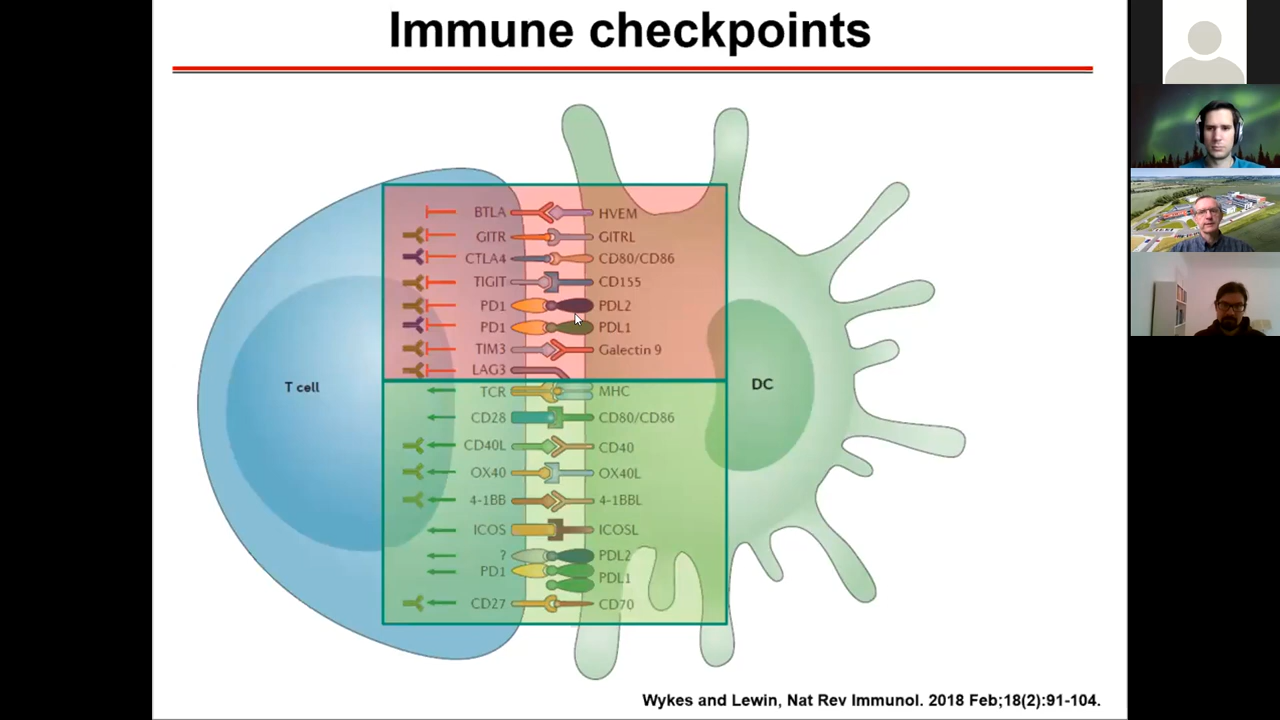 Immune checkpoints
BTLA HVEM
GITR GITRL
CTLA4 CD80/CD86
TIGIT CD155
PD1 PDL2
PD1 PDL1
TIM3 Galectin 9
LAG3
T cell
DC
TCR MHC
CD28 CD80/CD86
CD40L CD40
OX40 OX40L
4-1BB 4-1BBL
ICOS ICOSL
? PDL2
PD1 PDL1
CD27 CD70
Wykes and Lewin, Nat Rev Immunol. 2018 Feb;18(2):91-104.